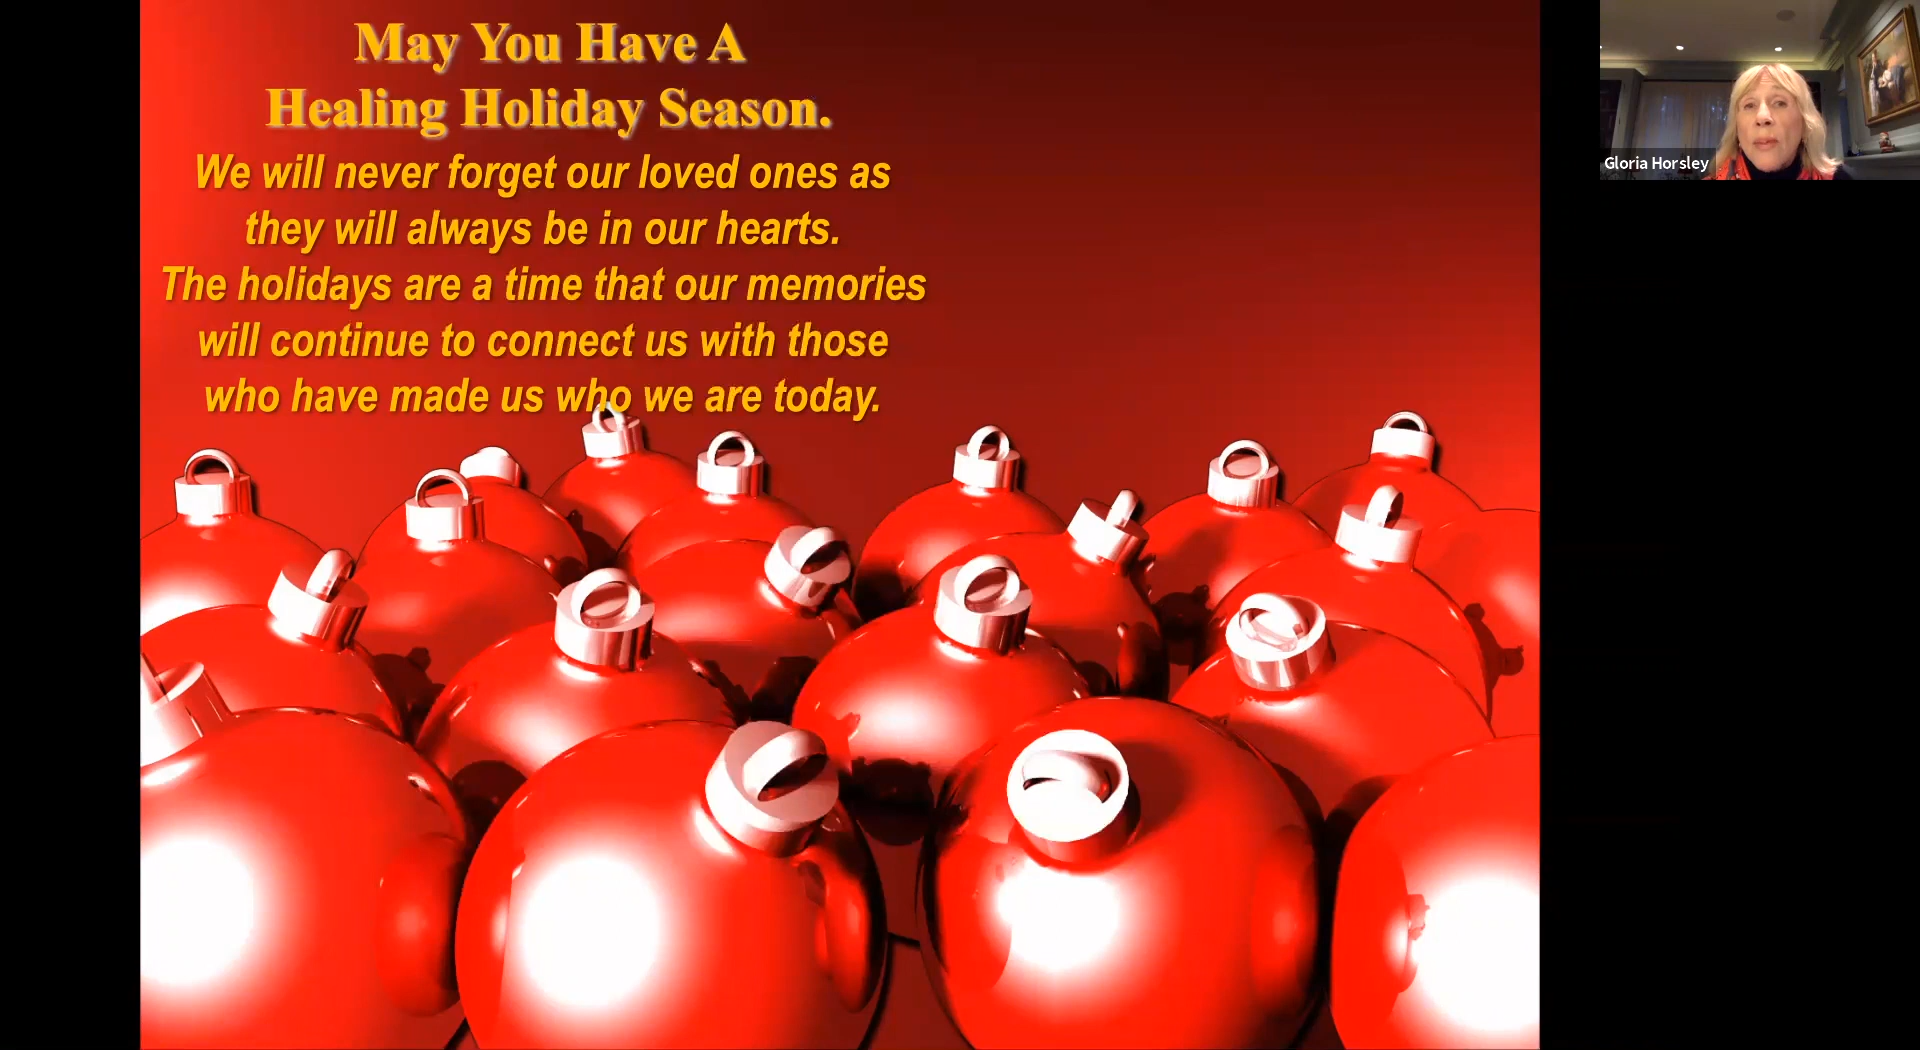 May You Have A
Healing Holiday Season.
We will never forget our loved ones as
they will always be in our hearts.
The holidays are a time that our memories
will continue to connect us with those
who have made us who we are today.
Gloria Horsley